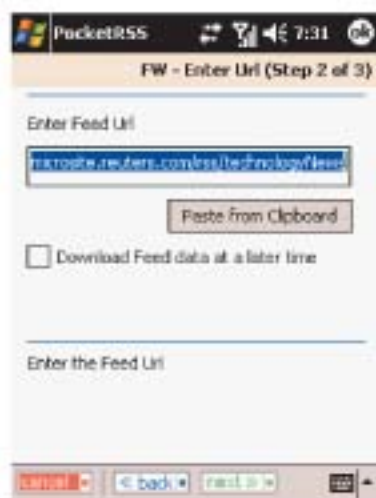 PocketRSS 7:31 ok
FW - Enter Url (Step 2 of 3)
Enter Feed Url
microsite.reuters.com/rss/technologyNews
Paste from Clipboard
Download Feed data at a later time
Enter the Feed Url
cancel < back next >